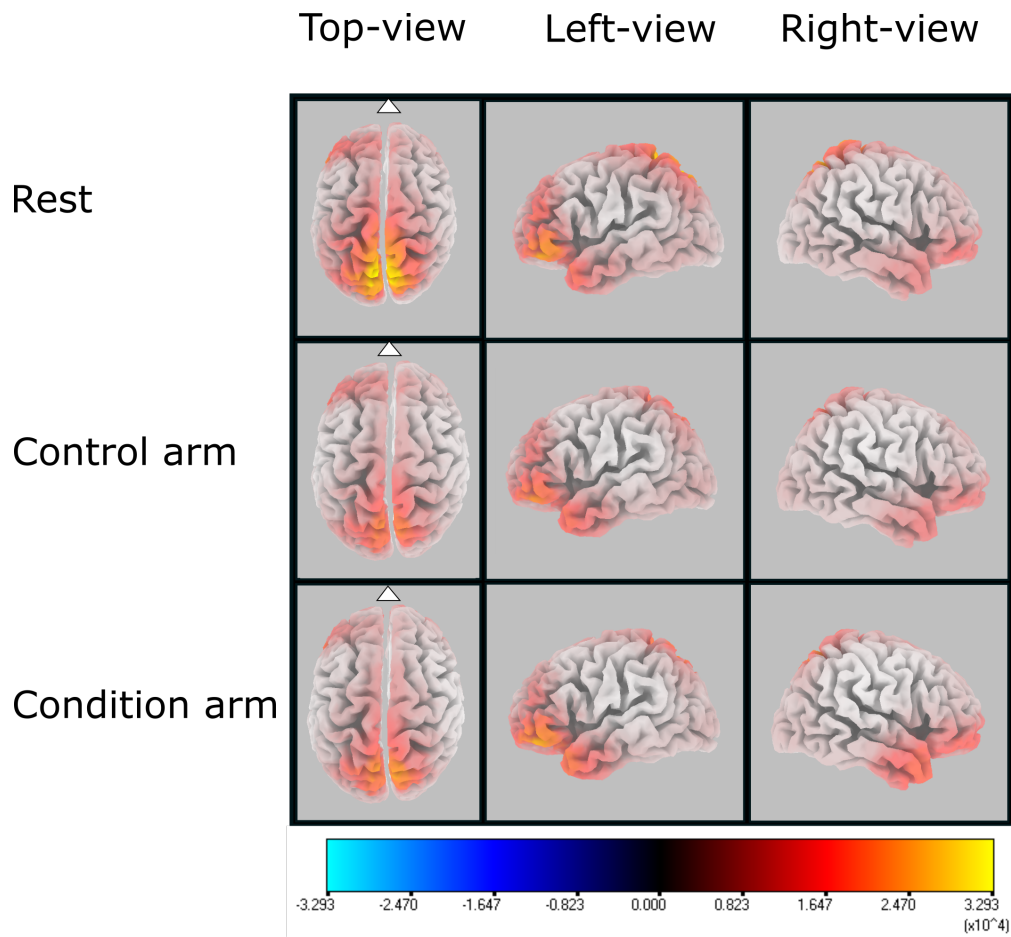 Top-view Left-view Right-view
Rest
Control arm
Condition arm
-3.293 -2.470 -1.647 -0.823 0.000 0.823 1.647 2.470 3.293
(x10^4)